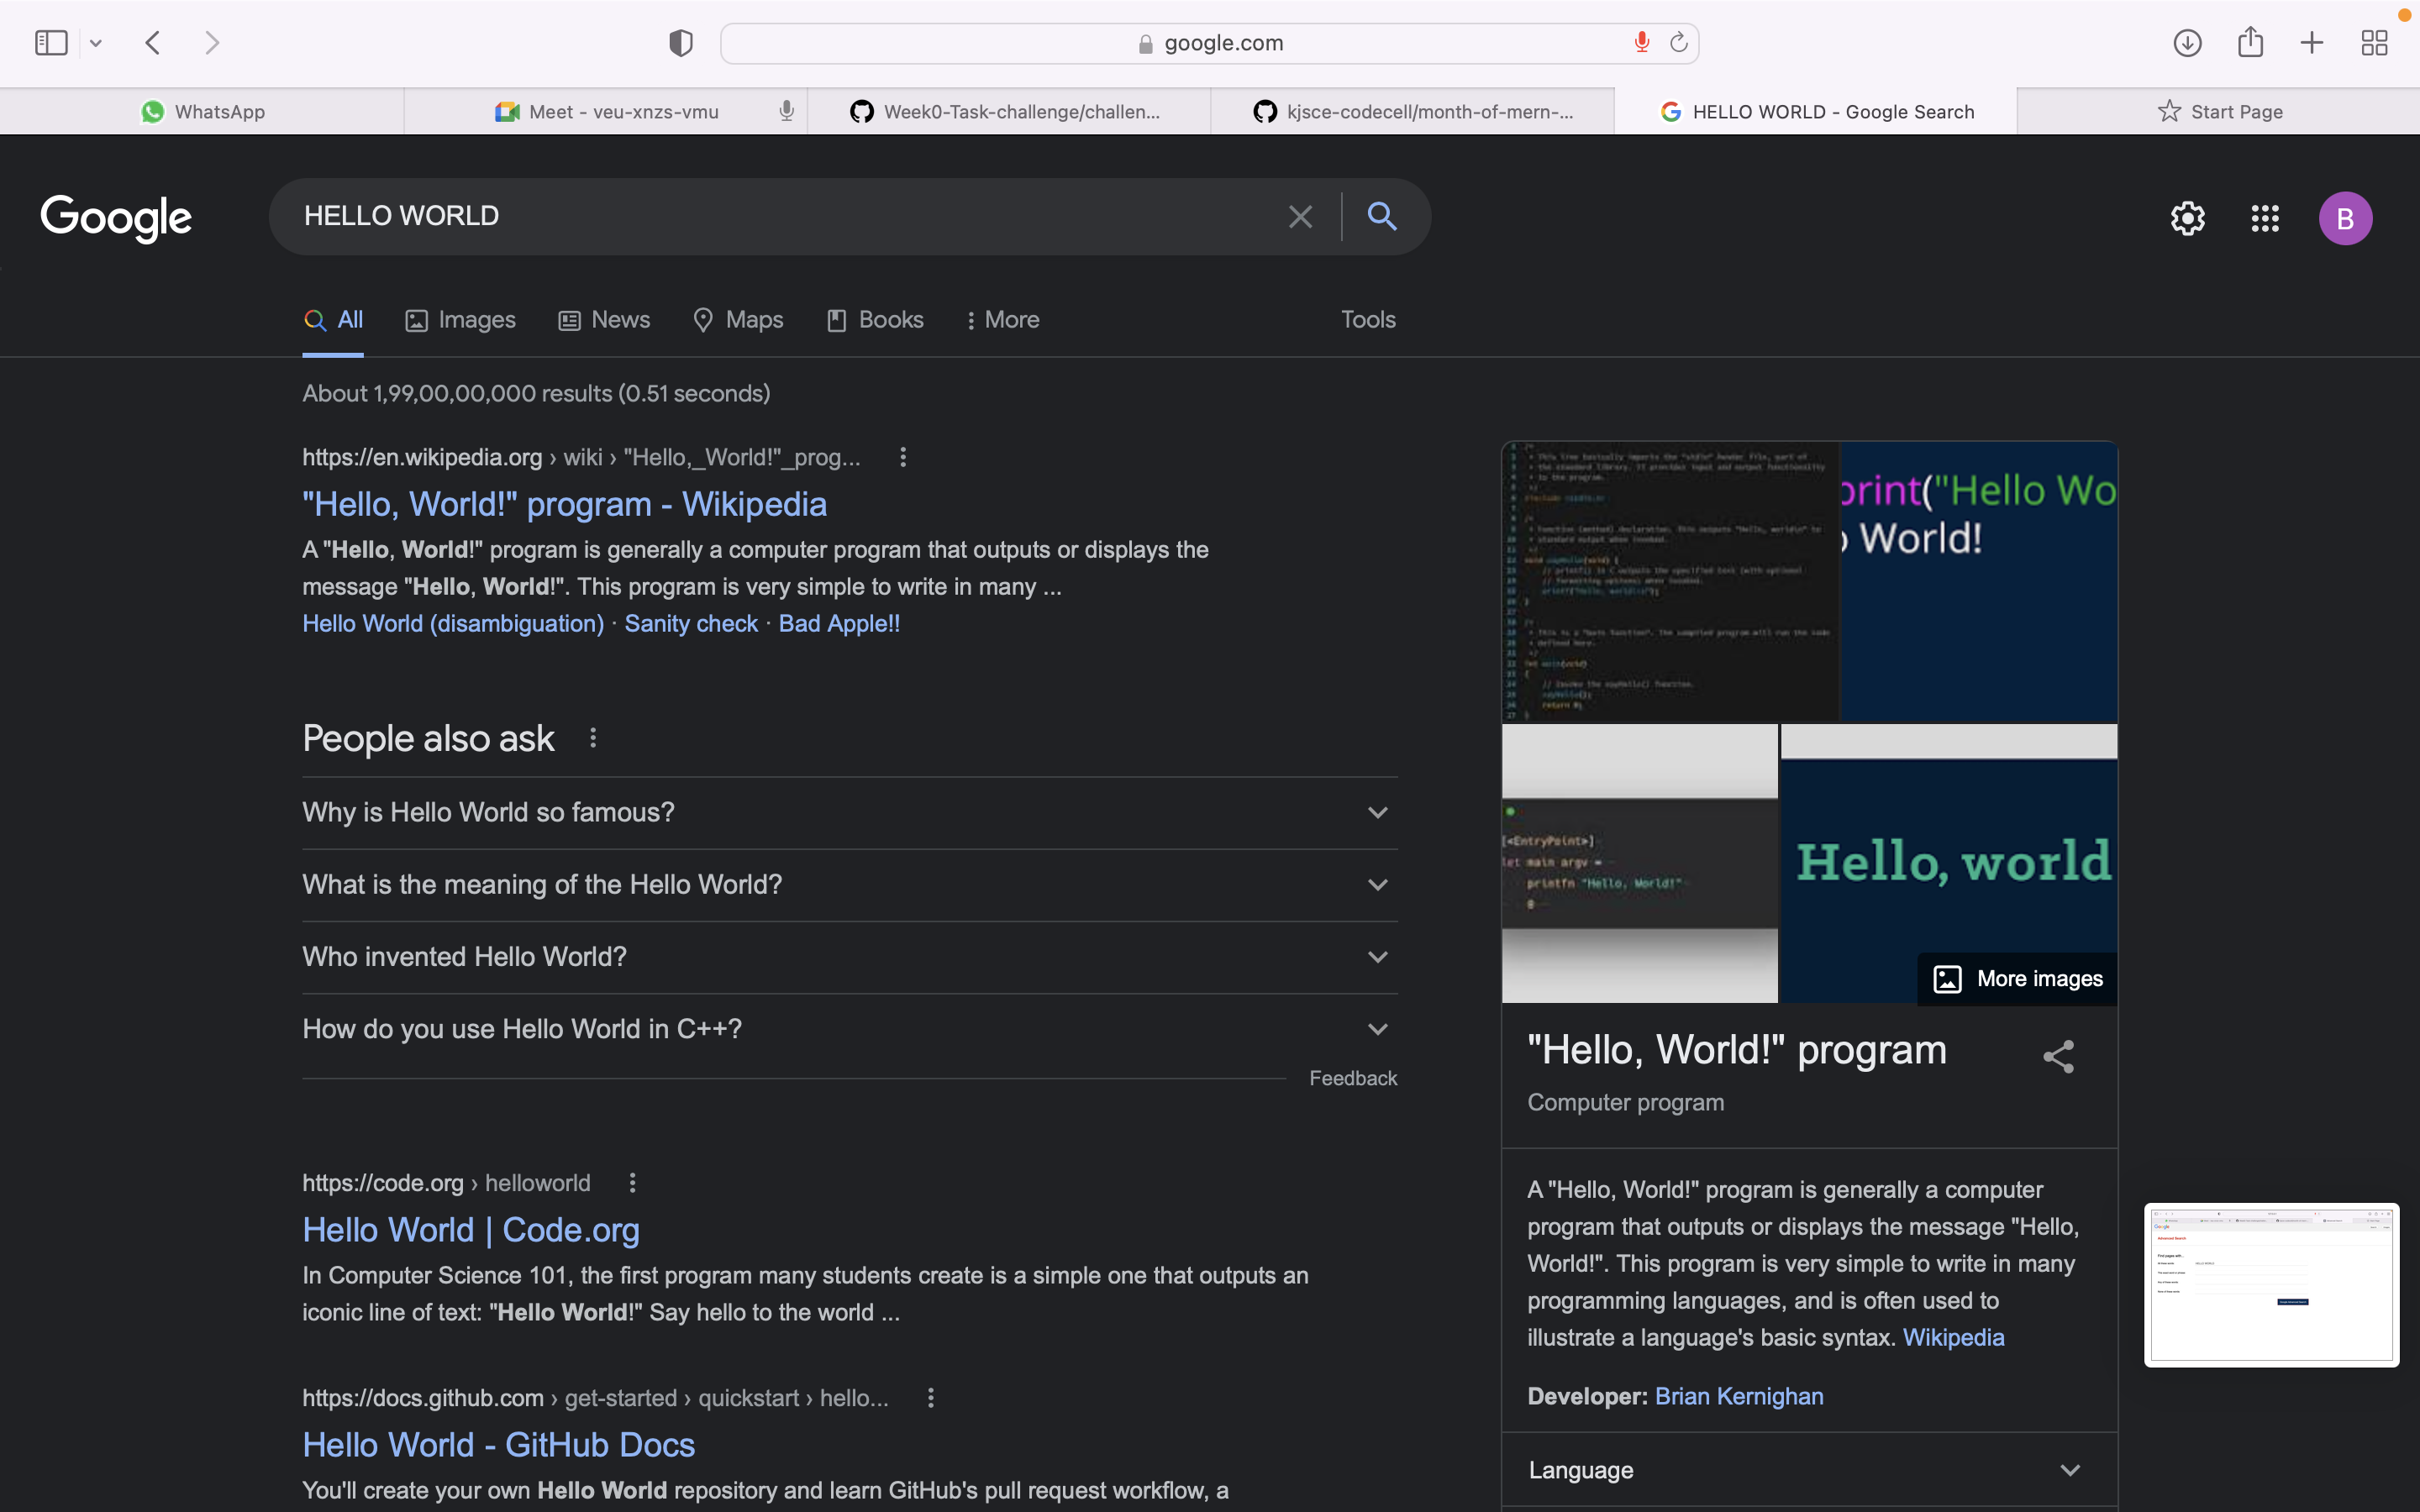 google.com
WhatsApp
Meet - veu-xnzs-vmu
Week0-Task-challenge/challen...
kjsce-codecell/month-of-mern-...
HELLO WORLD - Google Search
Start Page
Google
HELLO WORLD
B
All
Images
News
Maps
Books
More
Tools
About 1,99,00,00,000 results (0.51 seconds)
https://en.wikipedia.org › wiki › "Hello,_World!"_prog...
"Hello, World!" program - Wikipedia
A "Hello, World!" program is generally a computer program that outputs or displays the
message "Hello, World!". This program is very simple to write in many ...
Hello World (disambiguation) · Sanity check · Bad Apple!!
People also ask
Why is Hello World so famous?
What is the meaning of the Hello World?
Who invented Hello World?
How do you use Hello World in C++?
Feedback
https://code.org › helloworld
Hello World | Code.org
In Computer Science 101, the first program many students create is a simple one that outputs an
iconic line of text: "Hello World!" Say hello to the world ...
https://docs.github.com › get-started › quickstart › hello...
Hello World - GitHub Docs
You'll create your own Hello World repository and learn GitHub's pull request workflow, a
print("Hello Wo
o World!
[<EntryPoint>]
let main argv =
printfn "Hello, World!"
0
Hello, world
More images
"Hello, World!" program
Computer program
A "Hello, World!" program is generally a computer
program that outputs or displays the message "Hello,
World!". This program is very simple to write in many
programming languages, and is often used to
illustrate a language's basic syntax. Wikipedia
Developer: Brian Kernighan
Language